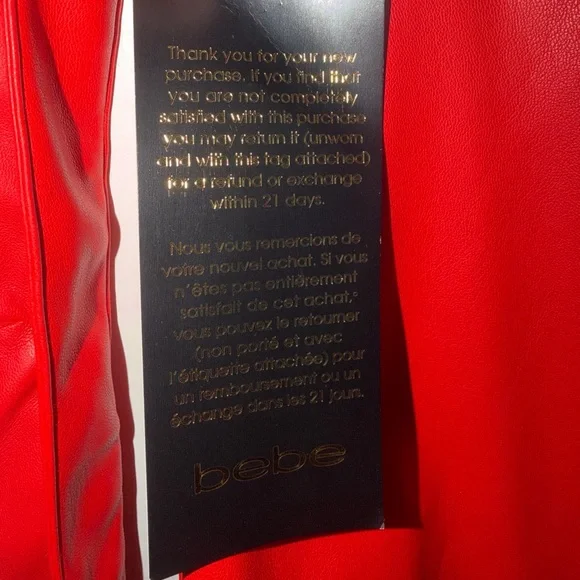 Thank you for your new
purchase. If you find that
you are not completely
satisfied with this purchase
you may return it (unworn
and with this tag attached)
for a refund or exchange
within 21 days.
Nous vous remercions de
votre nouvel achat. Si vous
n'êtes pas entièrement
satisfait de cet achat,
vous pouvez le retourner
(non porté et avec
l'étiquette attachée) pour
un remboursement ou un
échange dans les 21 jours.
bebe